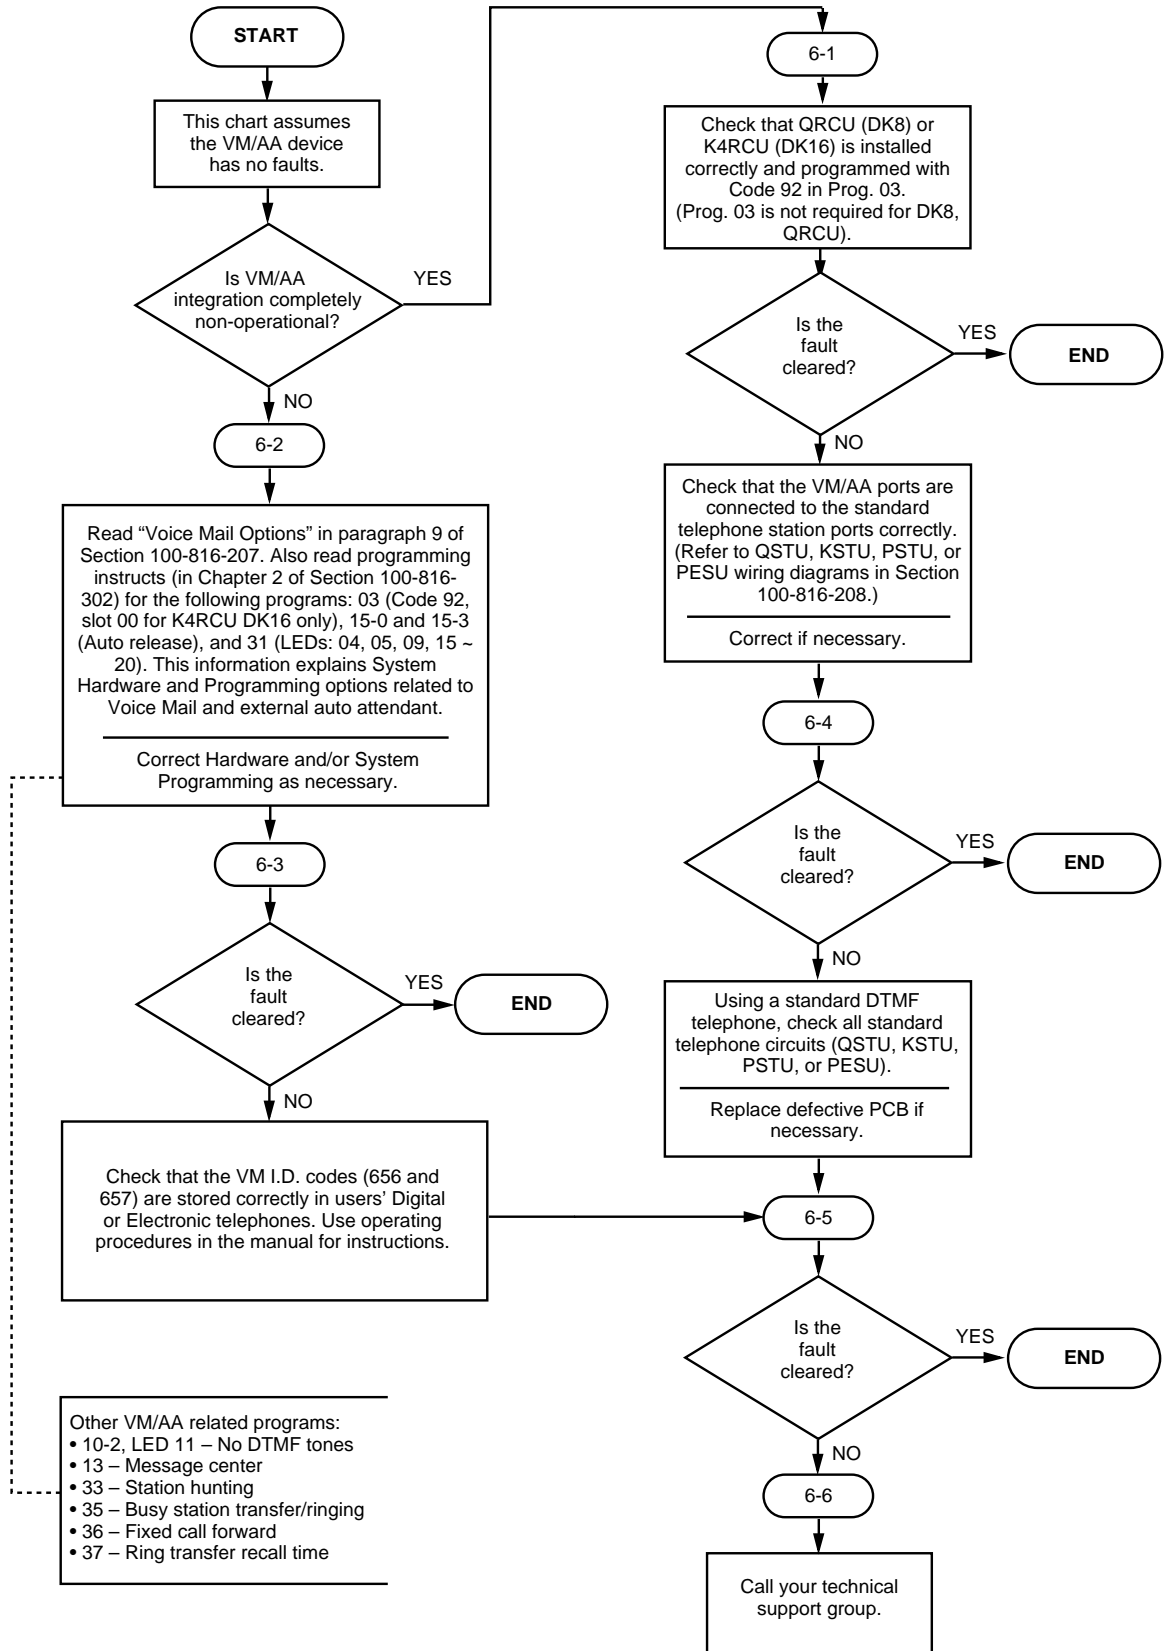 START
This chart assumes
the VM/AA device
has no faults.
Is VM/AA
integration completely
non-operational?
YES
NO
6-2
Read “Voice Mail Options” in paragraph 9 of
Section 100-816-207. Also read programming
instructs (in Chapter 2 of Section 100-816-
302) for the following programs: 03 (Code 92,
slot 00 for K4RCU DK16 only), 15-0 and 15-3
(Auto release), and 31 (LEDs: 04, 05, 09, 15 ~
20). This information explains System
Hardware and Programming options related to
Voice Mail and external auto attendant.
Correct Hardware and/or System
Programming as necessary.
6-3
Is the
fault
cleared?
YES
END
NO
Check that the VM I.D. codes (656 and
657) are stored correctly in users’ Digital
or Electronic telephones. Use operating
procedures in the manual for instructions.
Other VM/AA related programs:
• 10-2, LED 11 – No DTMF tones
• 13 – Message center
• 33 – Station hunting
• 35 – Busy station transfer/ringing
• 36 – Fixed call forward
• 37 – Ring transfer recall time
6-1
Check that QRCU (DK8) or
K4RCU (DK16) is installed
correctly and programmed with
Code 92 in Prog. 03.
(Prog. 03 is not required for DK8,
QRCU).
Is the
fault
cleared?
YES
END
NO
Check that the VM/AA ports are
connected to the standard
telephone station ports correctly.
(Refer to QSTU, KSTU, PSTU, or
PESU wiring diagrams in Section
100-816-208.)
Correct if necessary.
6-4
Is the
fault
cleared?
YES
END
NO
Using a standard DTMF
telephone, check all standard
telephone circuits (QSTU, KSTU,
PSTU, or PESU).
Replace defective PCB if
necessary.
6-5
Is the
fault
cleared?
YES
END
NO
6-6
Call your technical
support group.